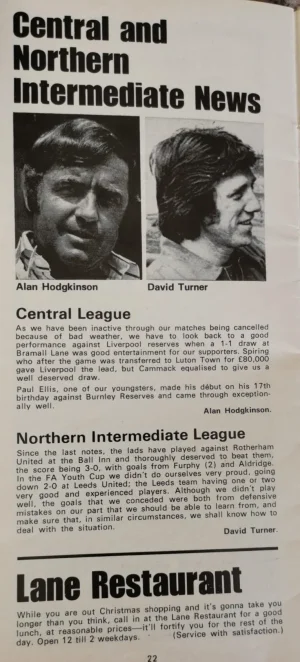 Central and
Northern
Intermediate News
Alan Hodgkinson
David Turner
Central League
As we have been inactive through our matches being cancelled
because of bad weather, we have to look back to a good
performance against Liverpool reserves when a 1-1 draw at
Bramall Lane was good entertainment for our supporters. Spiring
who after the game was transferred to Luton Town for £80,000
gave Liverpool the lead, but Cammack equalised to give us a
well deserved draw.
Paul Ellis, one of our youngsters, made his début on his 17th
birthday against Burnley Reserves and came through exception-
ally well.
Alan Hodgkinson.
Northern Intermediate League
Since the last notes, the lads have played against Rotherham
United at the Ball Inn and thoroughly deserved to beat them,
the score being 3-0, with goals from Furphy (2) and Aldridge.
In the FA Youth Cup we didn't do ourselves very proud, going
down 2-0 at Leeds United; the Leeds team having one or two
very good and experienced players. Although we didn't play
well, the goals that we conceded were both from defensive
mistakes on our part that we should be able to learn from, and
make sure that, in similar circumstances, we shall know how to
deal with the situation.
David Turner.
Lane Restaurant
While you are out Christmas shopping and it's gonna take you
longer than you think, call in at the Lane Restaurant for a good
lunch, at reasonable prices—it'll fortify you for the rest of the
day. Open 12 till 2 weekdays. (Service with satisfaction.)
22